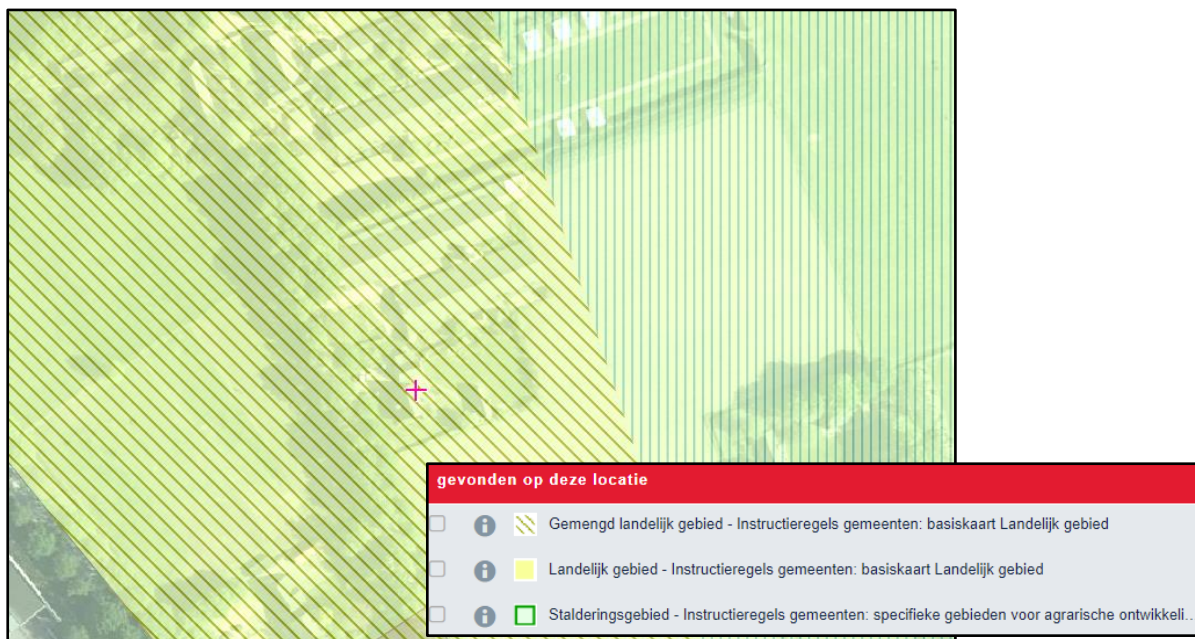 gevonden op deze locatie
Gemengd landelijk gebied - Instructieregels gemeenten: basiskaart Landelijk gebied
Landelijk gebied - Instructieregels gemeenten: basiskaart Landelijk gebied
Stalderingsgebied - Instructieregels gemeenten: specifieke gebieden voor agrarische ontwikkeli...